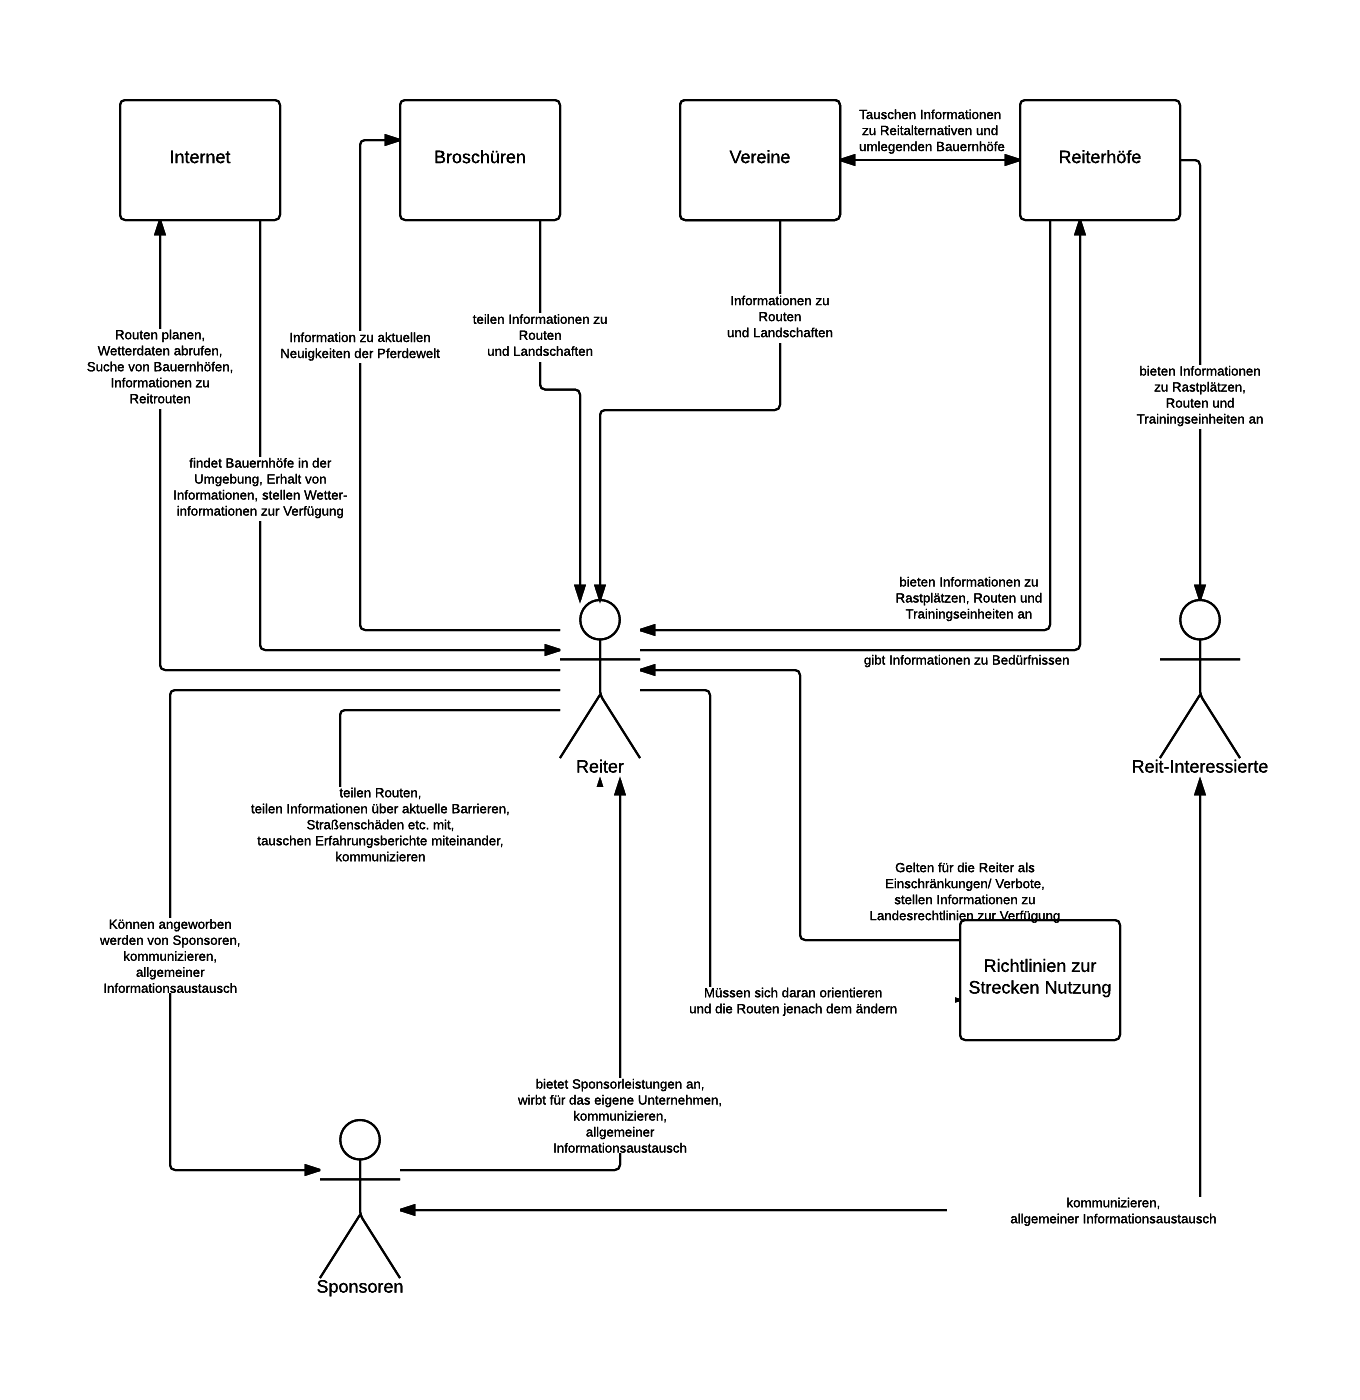 Internet
Broschüren
Vereine
Tauschen Informationen
zu Reitalternativen und
umlegenden Bauernhöfe
Reiterhöfe
Routen planen,
Wetterdaten abrufen,
Suche von Bauernhöfen,
Informationen zu
Reitrouten
findet Bauernhöfe in der
Umgebung, Erhalt von
Informationen, stellen Wetter-
informationen zur Verfügung
Information zu aktuellen
Neuigkeiten der Pferdewelt
teilen Informationen zu
Routen
und Landschaften
Informationen zu
Routen
und Landschaften
bieten Informationen
zu Rastplätzen,
Routen und
Trainingseinheiten an
bieten Informationen zu
Rastplätzen, Routen und
Trainingseinheiten an
gibt Informationen zu Bedürfnissen
Reiter
Reit-Interessierte
teilen Routen,
teilen Informationen über aktuelle Barrieren,
Straßenschäden etc. mit,
tauschen Erfahrungsberichte miteinander,
kommunizieren
Gelten für die Reiter als
Einschränkungen/ Verbote,
stellen Informationen zu
Landesrechtlinien zur Verfügung
Können angeworben
werden von Sponsoren,
kommunizieren,
allgemeiner
Informationsaustausch
Richtlinien zur
Strecken Nutzung
Müssen sich daran orientieren
und die Routen jenach dem ändern
bietet Sponsorleistungen an,
wirbt für das eigene Unternehmen,
kommunizieren,
allgemeiner
Informationsaustausch
kommunizieren,
allgemeiner Informationsaustausch
Sponsoren